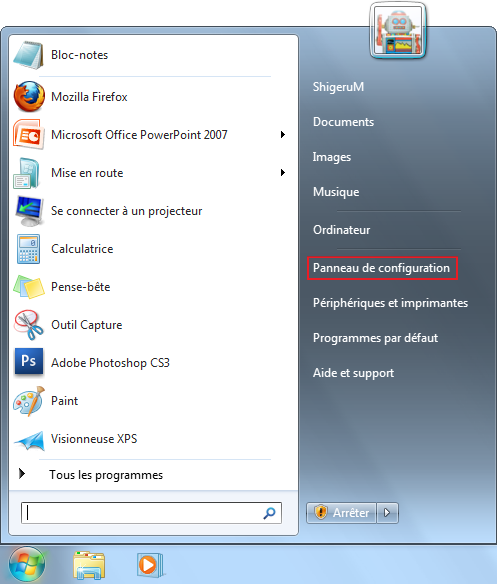 Bloc-notes
Mozilla Firefox
Microsoft Office PowerPoint 2007
Mise en route
Se connecter à un projecteur
Calculatrice
Pense-bête
Outil Capture
Ps
Adobe Photoshop CS3
Paint
Visionneuse XPS
Tous les programmes
ShigeruM
Documents
Images
Musique
Ordinateur
Panneau de configuration
Périphériques et imprimantes
Programmes par défaut
Aide et support
Arrêter